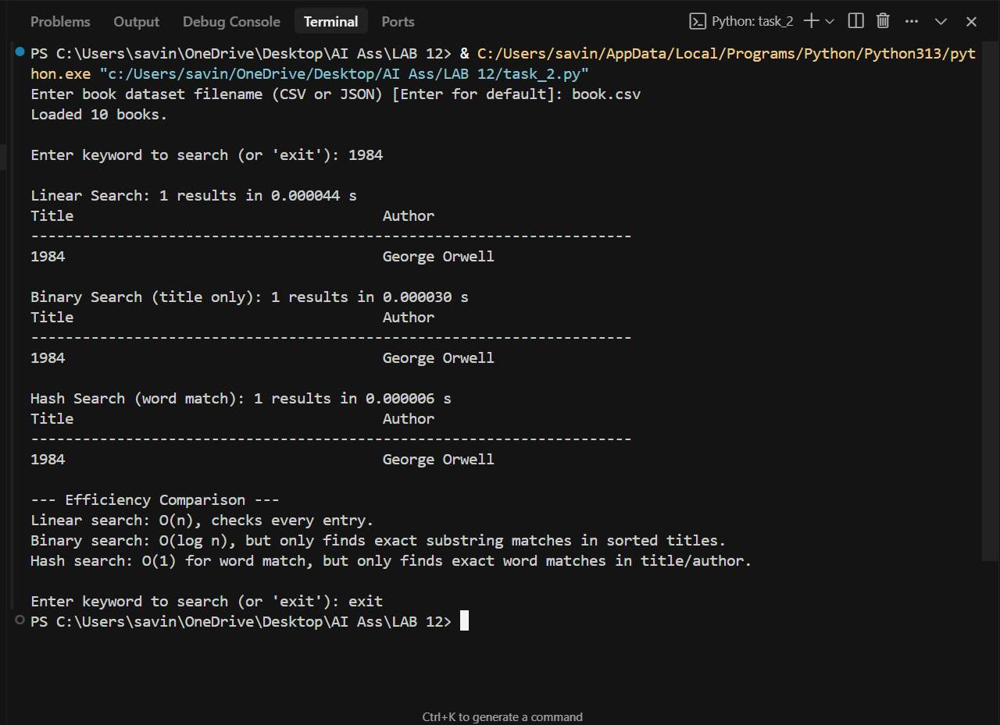 Problems Output Debug Console Terminal Ports Python: task_2
PS C:\Users\savin\OneDrive\Desktop\AI Ass\LAB 12> & C:/Users/savin/AppData/Local/Programs/Python/Python313/pyt
hon.exe "c:/Users/savin/OneDrive/Desktop/AI Ass/LAB 12/task_2.py"
Enter book dataset filename (CSV or JSON) [Enter for default]: book.csv
Loaded 10 books.
Enter keyword to search (or 'exit'): 1984
Linear Search: 1 results in 0.000044 s
Title Author
----------------------------------------------------------------------
1984 George Orwell
Binary Search (title only): 1 results in 0.000030 s
Title Author
----------------------------------------------------------------------
1984 George Orwell
Hash Search (word match): 1 results in 0.000006 s
Title Author
----------------------------------------------------------------------
1984 George Orwell
--- Efficiency Comparison ---
Linear search: O(n), checks every entry.
Binary search: O(log n), but only finds exact substring matches in sorted titles.
Hash search: O(1) for word match, but only finds exact word matches in title/author.
Enter keyword to search (or 'exit'): exit
PS C:\Users\savin\OneDrive\Desktop\AI Ass\LAB 12>
Ctrl+K to generate a command